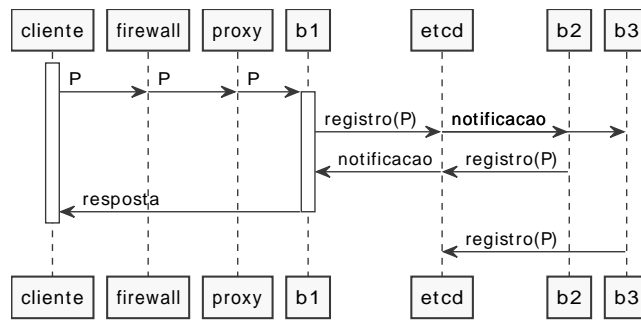 cliente firewall proxy b1 etcd b2 b3
P P P
registro(P) notificacao
notificacao registro(P)
resposta
registro(P)
cliente firewall proxy b1 etcd b2 b3